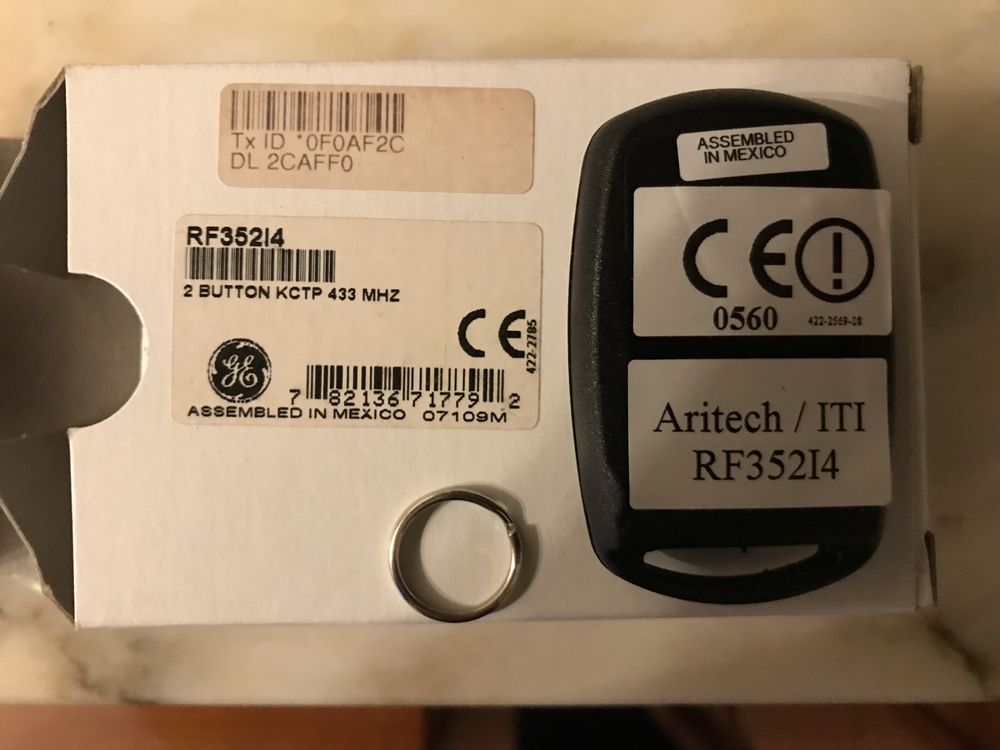 Tx ID *0F0AF2C
DL 2CAFF0
RF352I4
2 BUTTON KCTP 433 MHZ
CE
422-2785
GE
7 82136 71779 2
ASSEMBLED IN MEXICO 07109M
ASSEMBLED
IN MEXICO
CE
0560
422-2569-08
Aritech / ITI
RF352I4